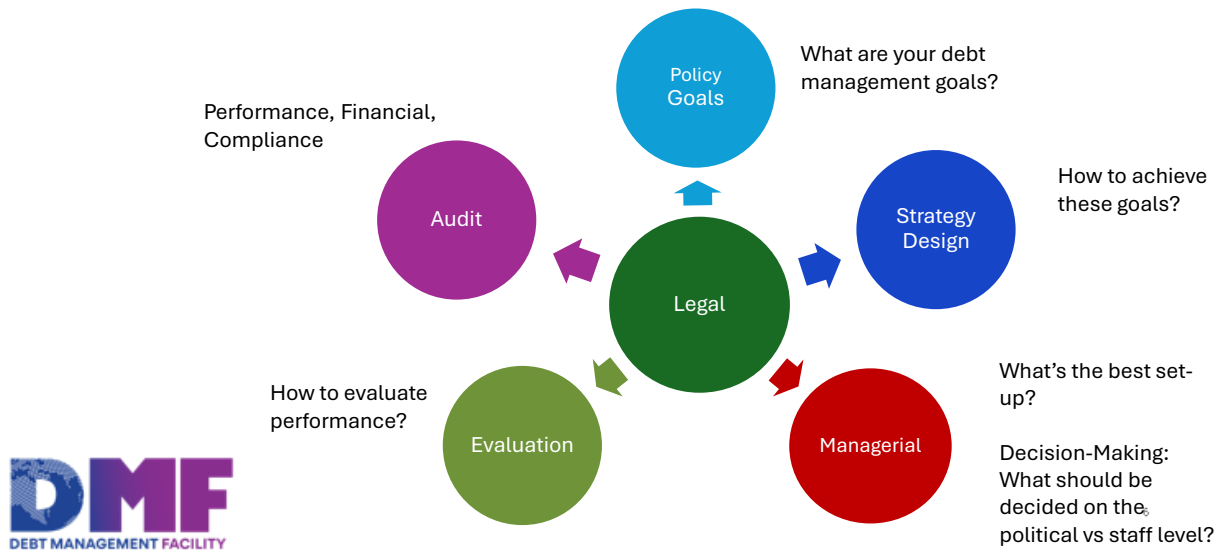 Policy
Goals
What are your debt
management goals?
Performance, Financial,
Compliance
Audit
Strategy
Design
How to achieve
these goals?
Legal
How to evaluate
performance?
Evaluation
Managerial
What’s the best set-
up?
Decision-Making:
What should be
decided on the
political vs staff level?
DMF
DEBT MANAGEMENT FACILITY